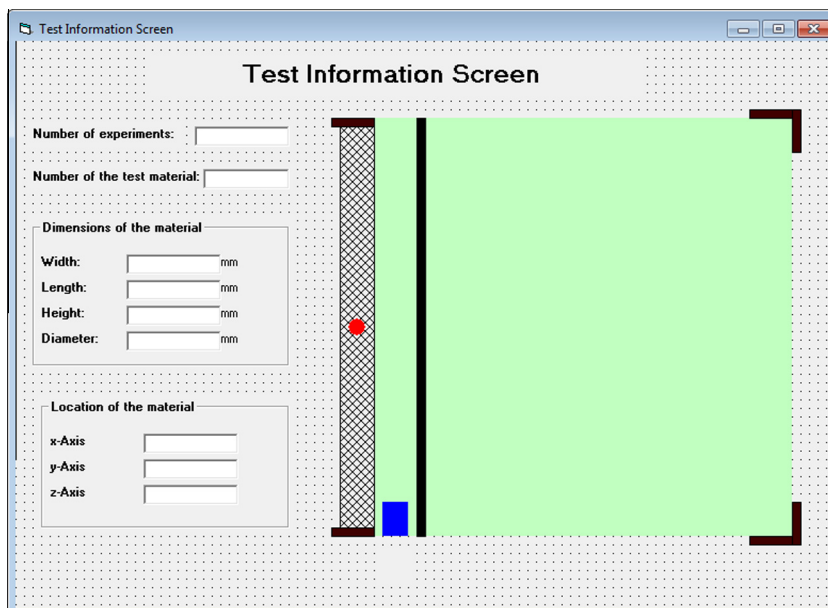 Test Information Screen
Test Information Screen
Number of experiments:
Number of the test material:
Dimensions of the material
Width: mm
Length: mm
Height: mm
Diameter: mm
Location of the material
x-Axis
y-Axis
z-Axis